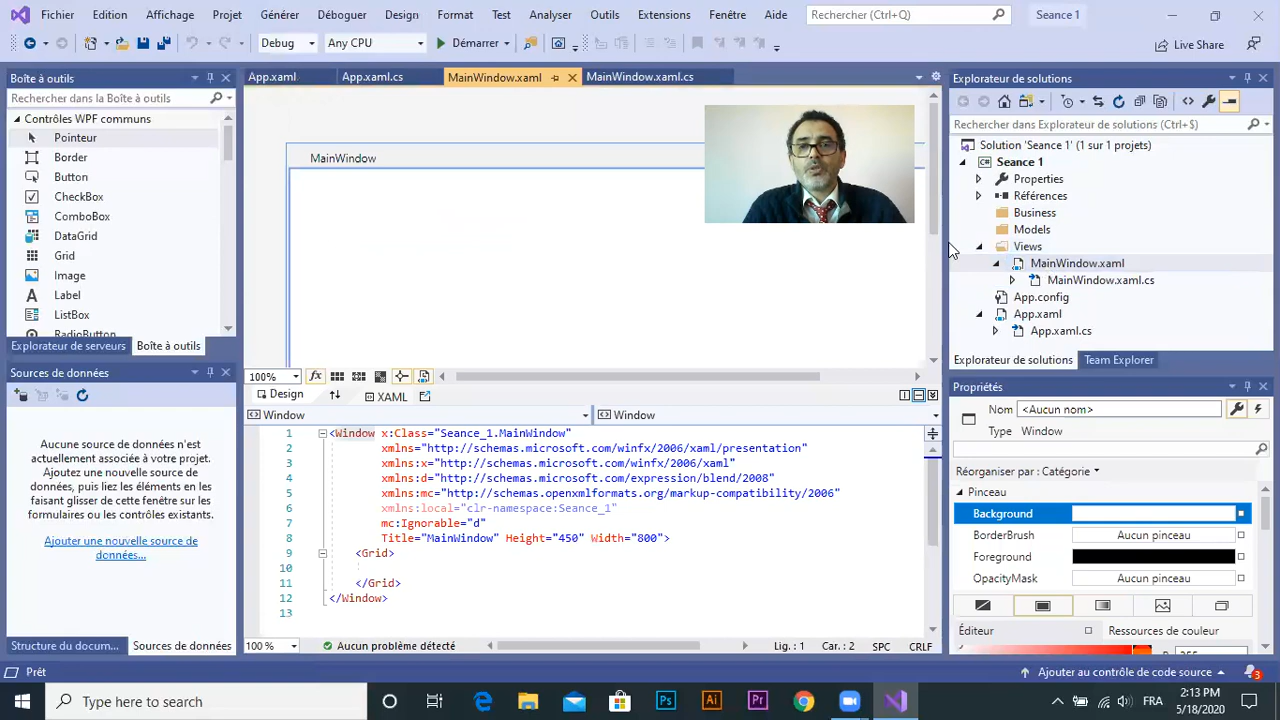 Fichier Edition Affichage Projet Généré Déboguer Design Format Test Analyser Outils Extensions Fenêtre Aide Rechercher (Ctrl+Q) Seance 1
Debug Any CPU Démarrer Live Share
Boîte à outils
Rechercher dans la Boîte à outils
Contrôles WPF communs
Pointeur
Border
Button
CheckBox
ComboBox
DataGrid
Grid
Image
Label
ListBox
RadioButton
Explorateur de serveurs Boîte à outils
Sources de données
Aucune source de données n'est
actuellement associée à votre
projet.
Ajoutez une nouvelle source de
données, puis liez les éléments en
les faisant glisser de cette fenêtre sur les
formulaires ou les contrôles existants.
Ajouter une nouvelle source de
données...
Structure du docum... Sources de données
App.xaml App.xaml.cs MainWindow.xaml MainWindow.xaml.cs
MainWindow
100%
Design XAML
Window Window
1 <Window x:Class="Seance_1.MainWindow"
2 xmlns="http://schemas.microsoft.com/winfx/2006/xaml/presentation"
3 xmlns:x="http://schemas.microsoft.com/winfx/2006/xaml"
4 xmlns:d="http://schemas.microsoft.com/expression/blend/2008"
5 xmlns:mc="http://schemas.openxmlformats.org/markup-compatibility/2006"
6 xmlns:local="clr-namespace:Seance_1"
7 mc:Ignorable="d"
8 Title="MainWindow" Height="450" Width="800">
9 <Grid>
10
11 </Grid>
12 </Window>
13
100 % Aucun problème détecté Lig. : 1 Car. : 2 SPC CRLF
Explorateur de solutions
Rechercher dans Explorateur de solutions (Ctrl+$)
Solution 'Seance 1' (1 sur 1 projets)
C# Seance 1
Properties
Références
Business
Models
Views
MainWindow.xaml
MainWindow.xaml.cs
App.config
App.xaml
App.xaml.cs
Explorateur de solutions Team Explorer
Propriétés
Nom <Aucun nom>
Type Window
Réorganiser par : Catégorie
Pinceau
Background
BorderBrush Aucun pinceau
Foreground
OpacityMask Aucun pinceau
Éditeur Ressources de couleur
Prêt Ajouter au contrôle de code source 3
Type here to search Ps Ai Pr FRA 2:13 PM
5/18/2020